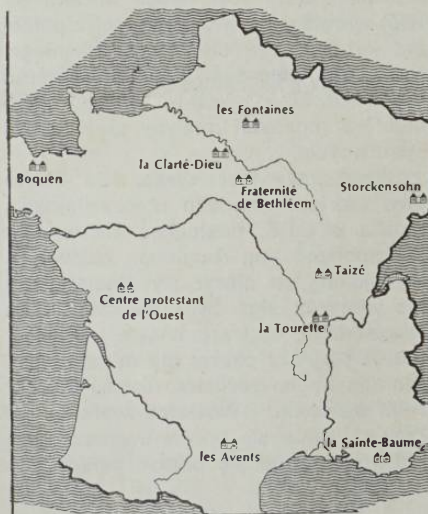 les Fontaines
la Clarté-Dieu
Boquen
Fraternité
de Bethléem
Storckensohn
Taizé
Centre protestant
de l'Ouest
la Tourette
la Sainte-Baume
les Avents